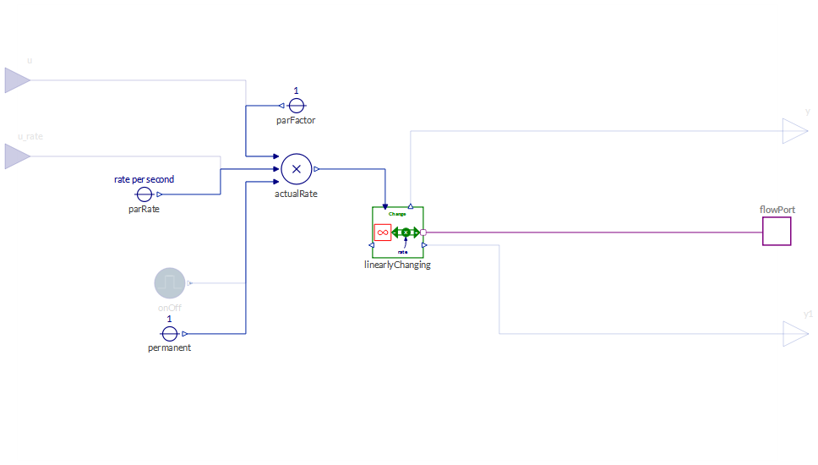 u
1
parFactor
y
u_rate
rate per second
parRate
actualRate
Change
∞
rate
linearlyChanging
flowPort
onOff
1
permanent
y1